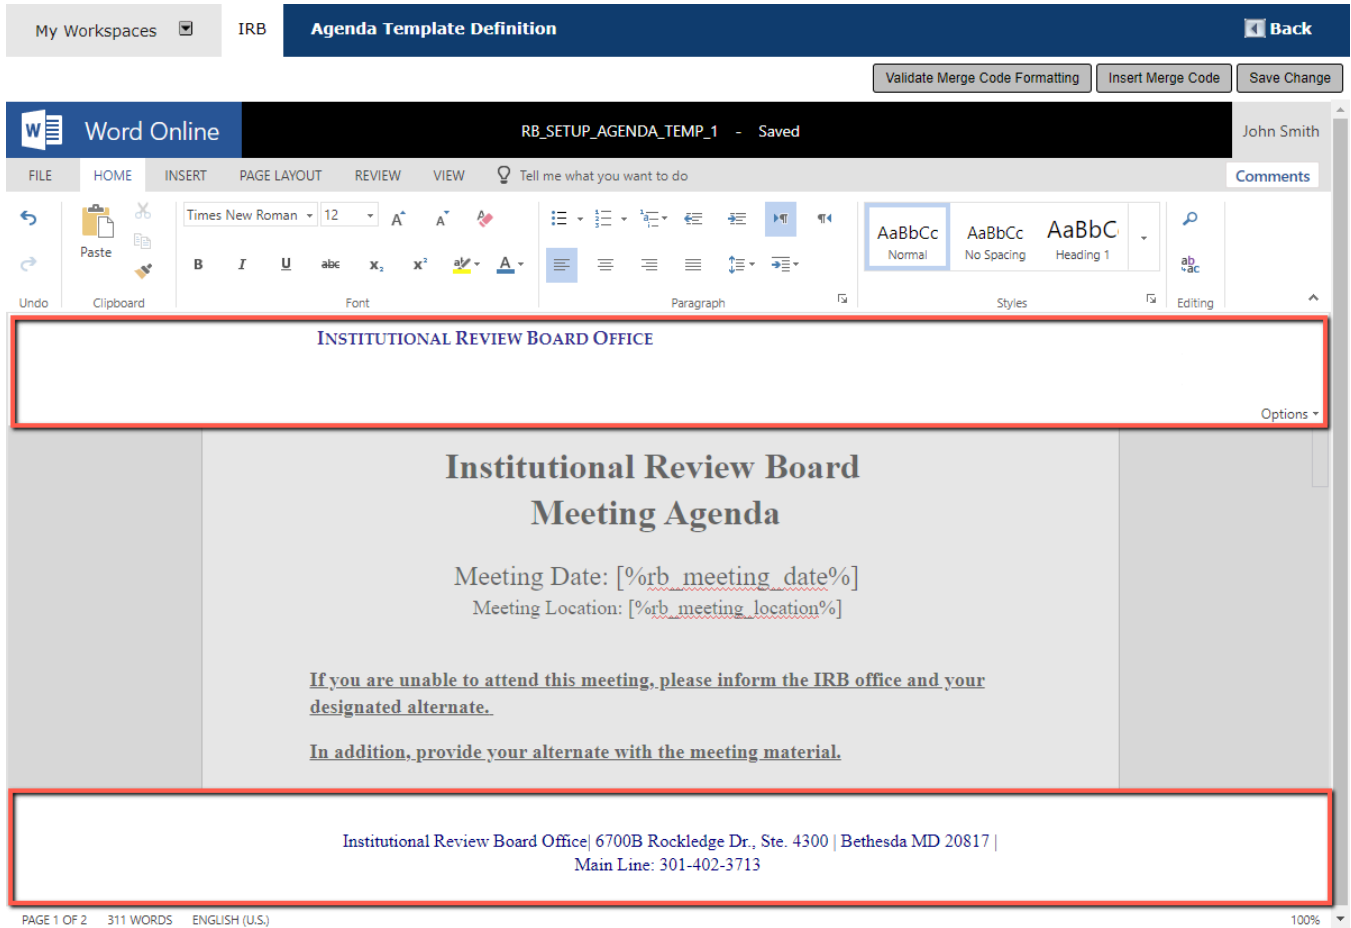 My Workspaces IRB Agenda Template Definition Back
Validate Merge Code Formatting Insert Merge Code Save Change
Word Online RB_SETUP_AGENDA_TEMP_1 - Saved John Smith
FILE HOME INSERT PAGE LAYOUT REVIEW VIEW Tell me what you want to do Comments
Times New Roman 12 A A A
AaBbCc AaBbCc AaBbC
Paste Normal No Spacing Heading 1
B I U abc x₂ x² ab A ab ac
Undo Clipboard Font Paragraph Styles Editing
INSTITUTIONAL REVIEW BOARD OFFICE
Options
Institutional Review Board
Meeting Agenda
Meeting Date: [%rb_meeting_date%]
Meeting Location: [%rb_meeting_location%]
If you are unable to attend this meeting, please inform the IRB office and your
designated alternate.
In addition, provide your alternate with the meeting material.
Institutional Review Board Office| 6700B Rockledge Dr., Ste. 4300 | Bethesda MD 20817 |
Main Line: 301-402-3713
PAGE 1 OF 2 311 WORDS ENGLISH (U.S.) 100%